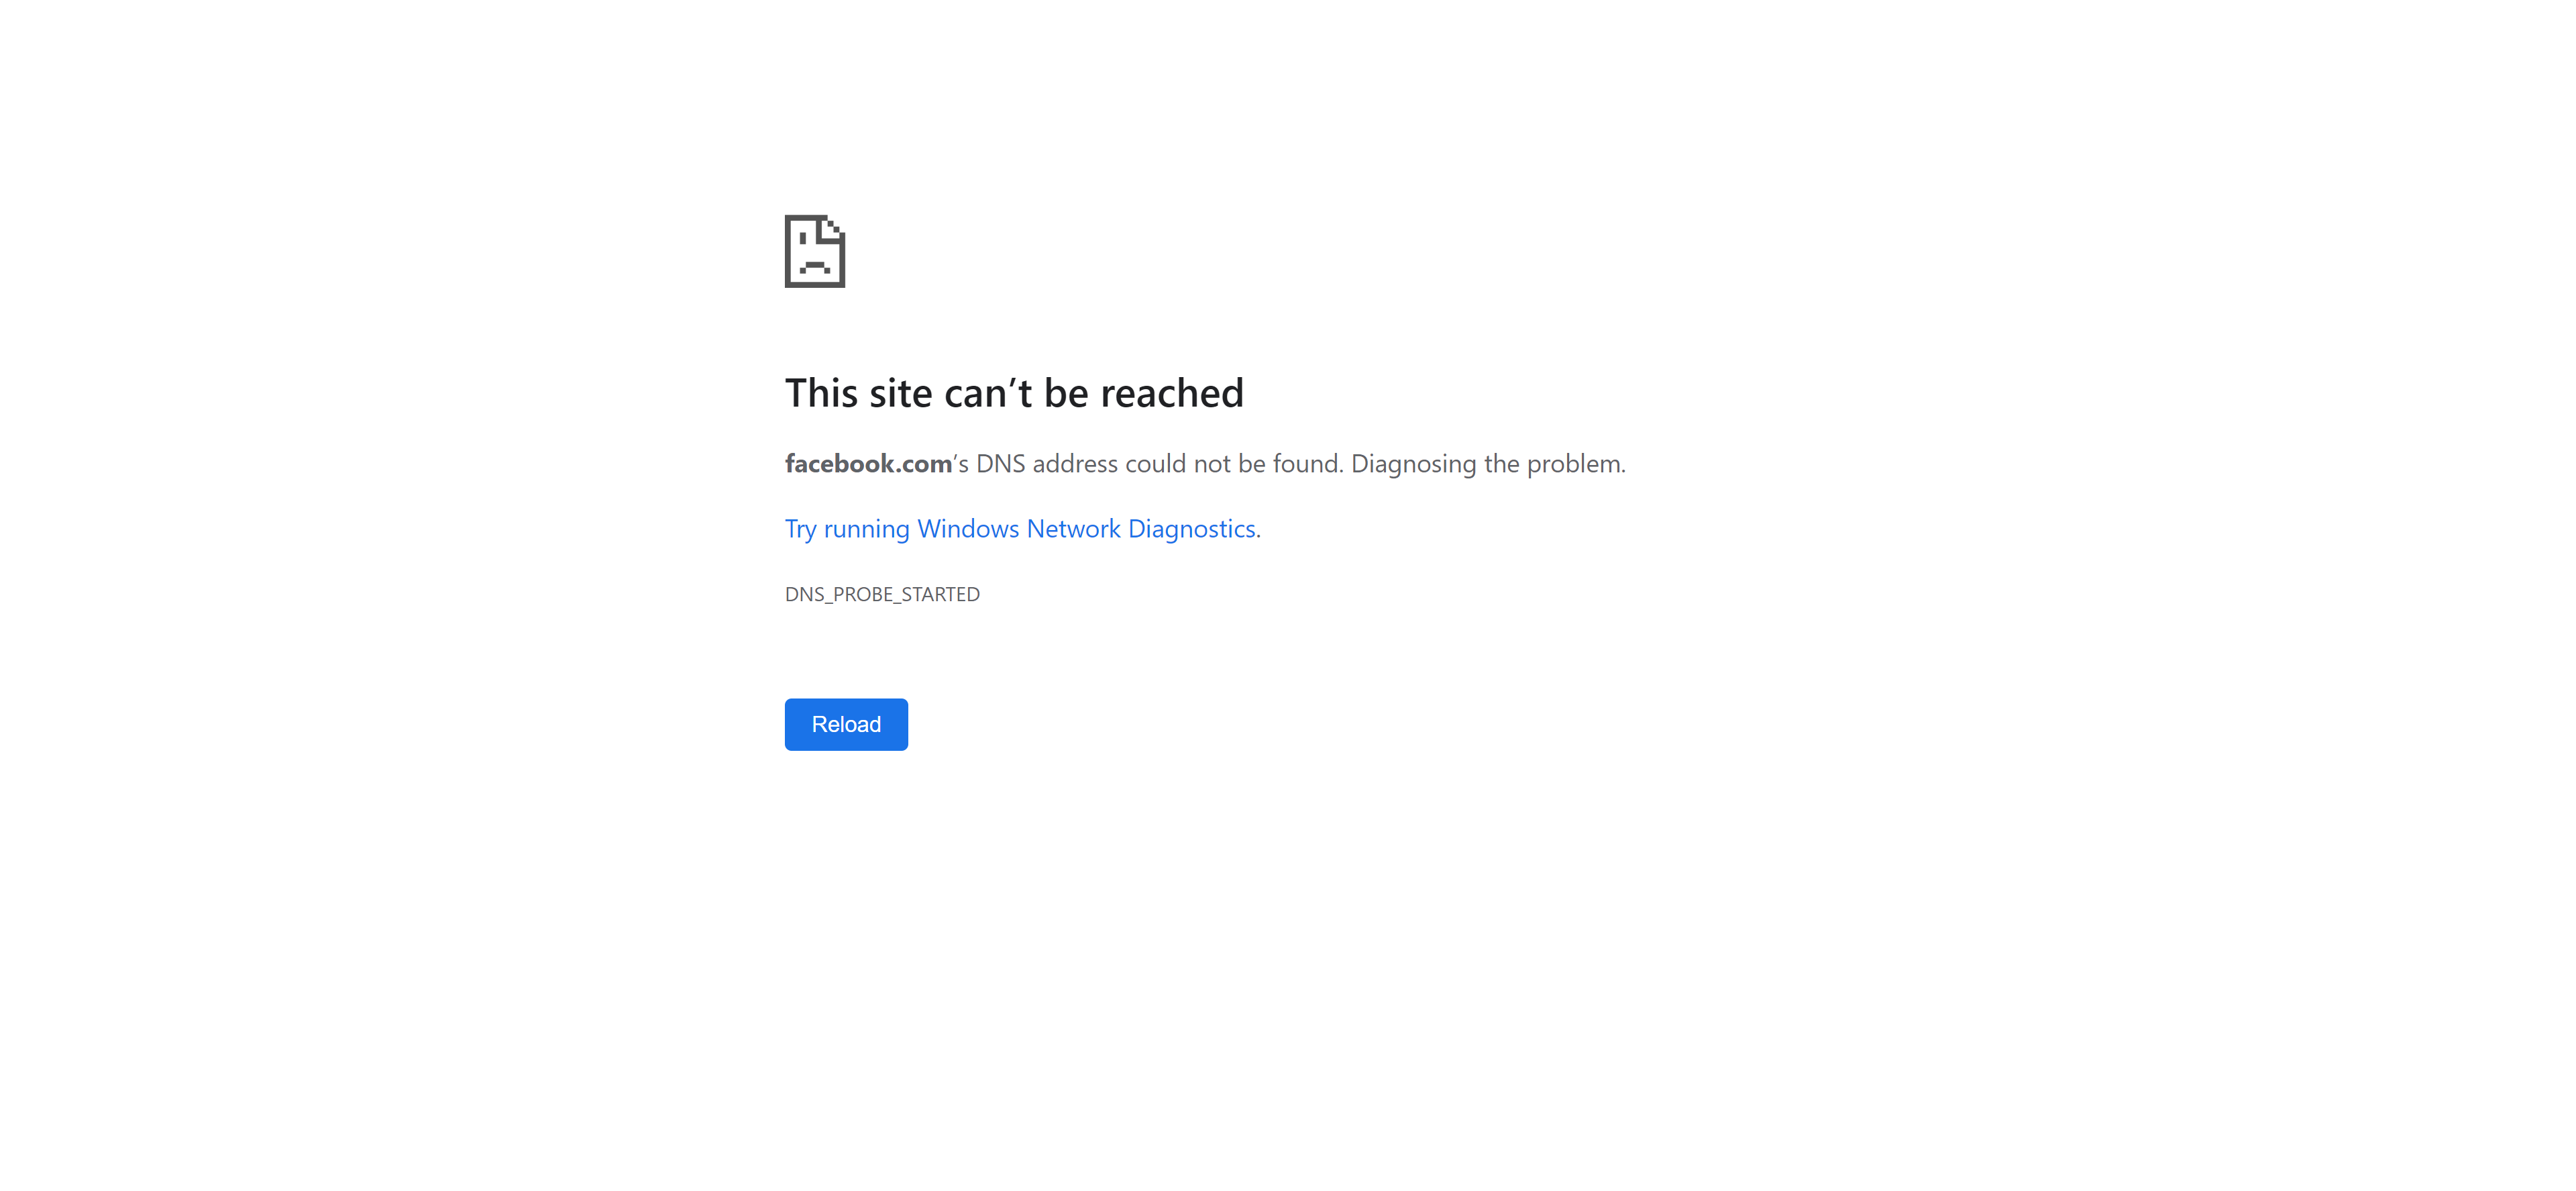 This site can’t be reached
facebook.com’s DNS address could not be found. Diagnosing the problem.
Try running Windows Network Diagnostics.
DNS_PROBE_STARTED
Reload